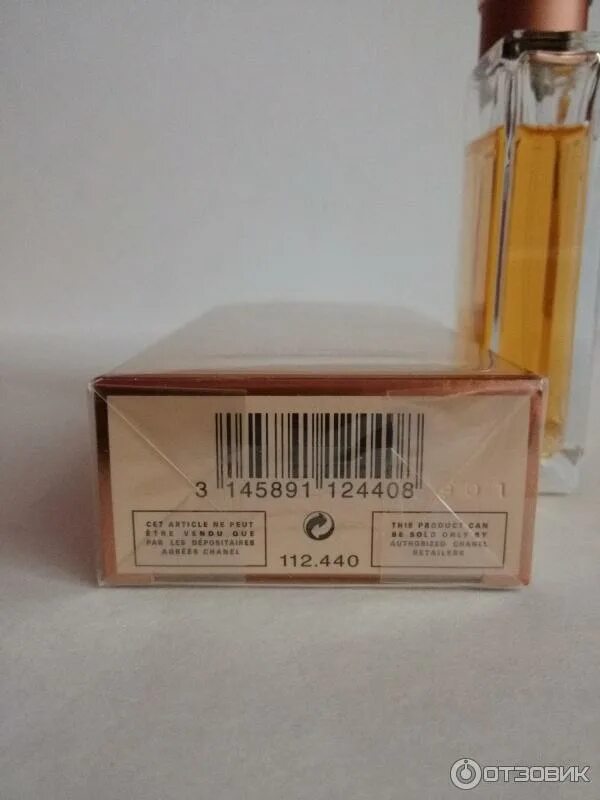 3 145891 124408
CET ARTICLE NE PEUT
ÊTRE VENDU QUE
PAR LES DÉPOSITAIRES
AGRÉÉS CHANEL
112.440
THIS PRODUCT CAN
BE SOLD ONLY BY
AUTHORIZED CHANEL
RETAILERS
ОТЗОВИК